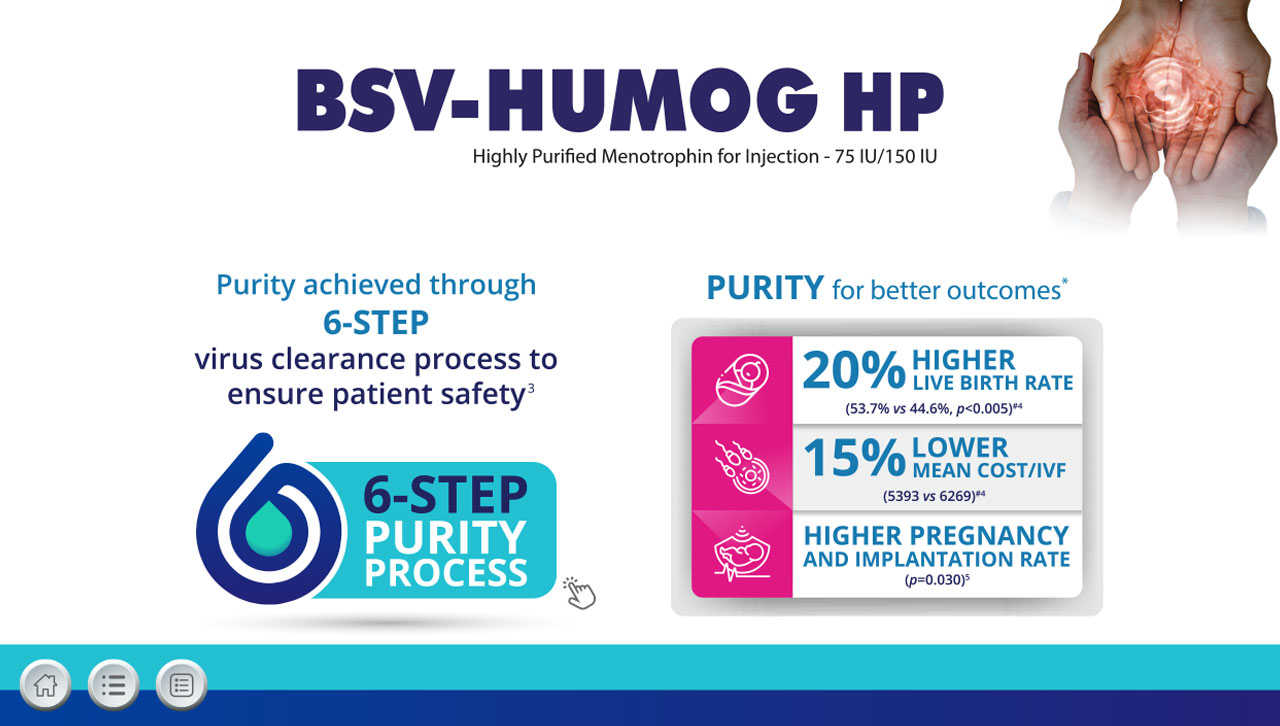 BSV-HUMOG HP
Highly Purified Menotrophin for Injection - 75 IU/150 IU
Purity achieved through
6-STEP
virus clearance process to
ensure patient safety³
6-STEP
PURITY
PROCESS
PURITY for better outcomes*
20% HIGHER
LIVE BIRTH RATE
(53.7% vs 44.6%, p<0.005)#4
15% LOWER
MEAN COST/IVF
(5393 vs 6269)#4
HIGHER PREGNANCY
AND IMPLANTATION RATE
(p=0.030)⁵